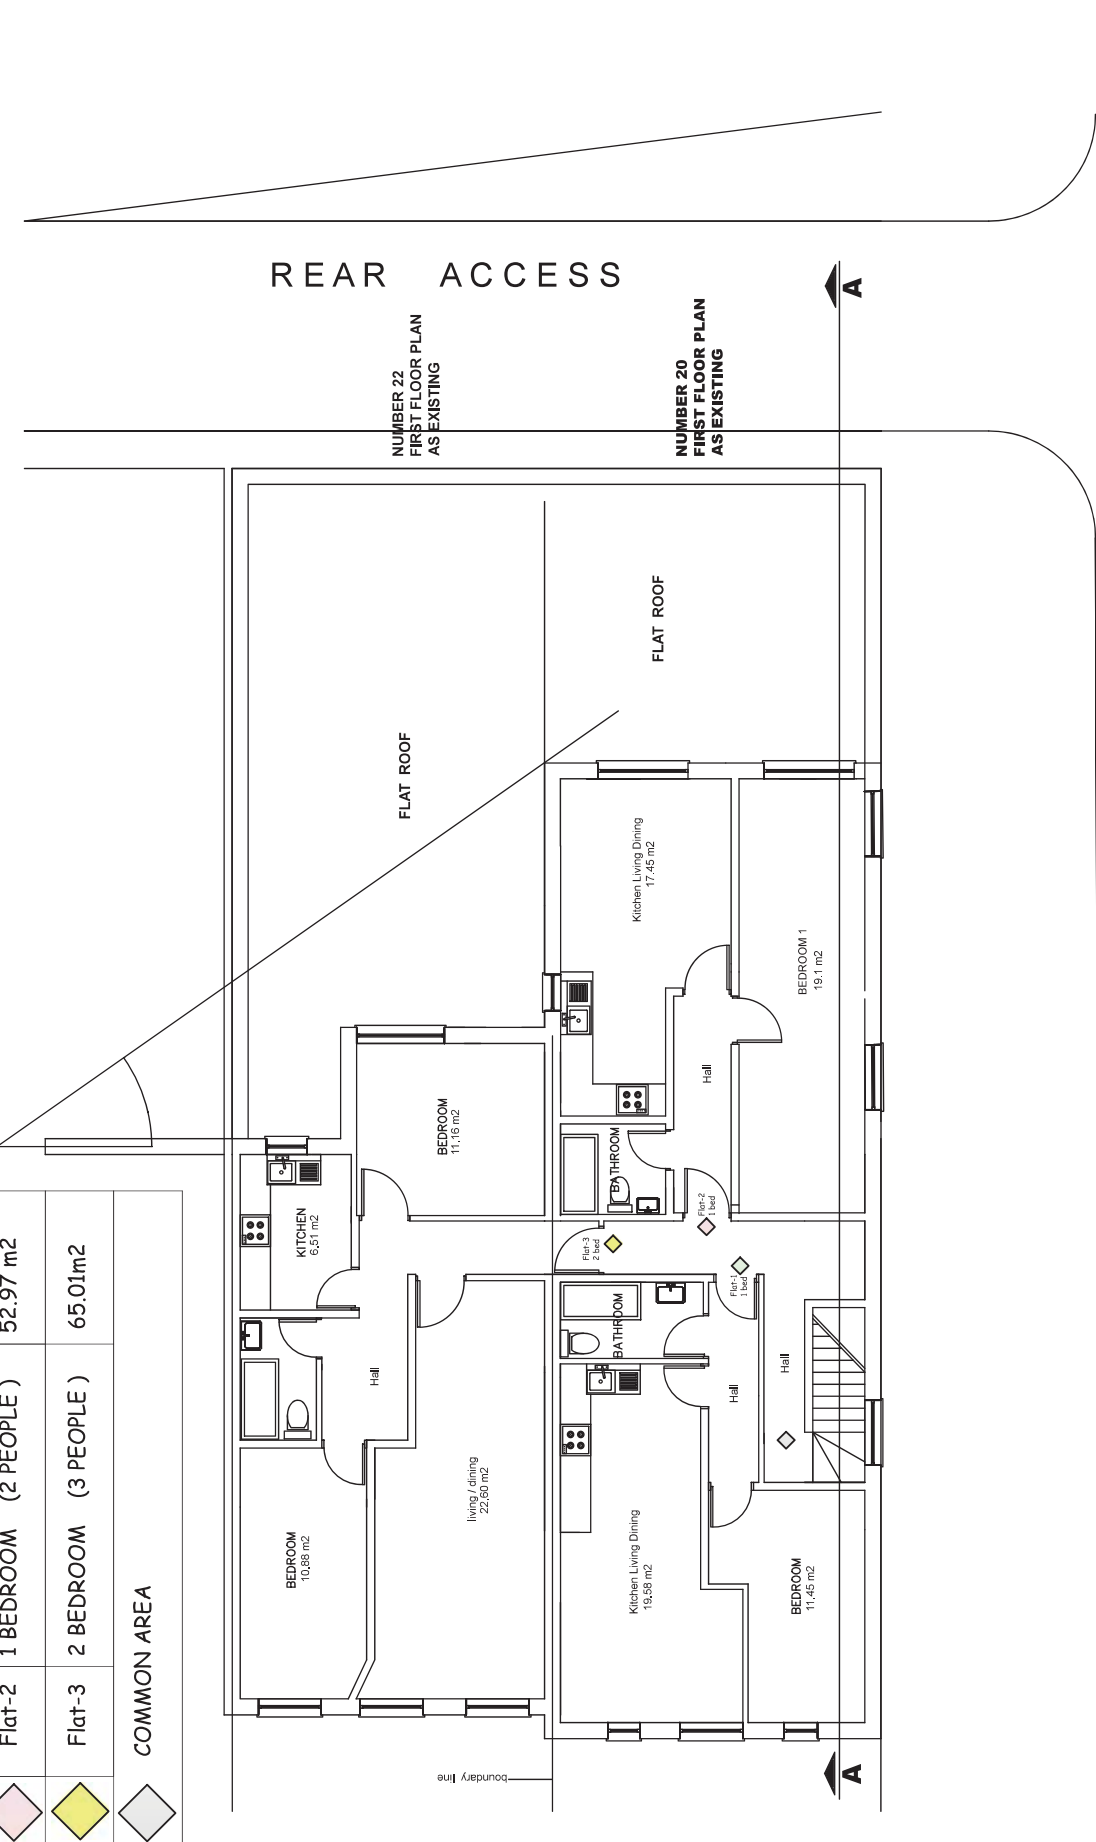 REAR ACCESS
NUMBER 22
FIRST FLOOR PLAN
AS EXISTING
NUMBER 20
FIRST FLOOR PLAN
AS EXISTING
A
FLAT ROOF
FLAT ROOF
Kitchen Living Dining
17.45 m2
BEDROOM 1
19.1 m2
Hall
BEDROOM
11.16 m2
BATHROOM
KITCHEN
6.51 m2
Flat-2
1 bed
Flat-3
2 bed
Flat-1
1 bed
BATHROOM
Hall
Hall
Hall
living / dining
22.60 m2
BEDROOM
10.88 m2
Kitchen Living Dining
19.58 m2
BEDROOM
11.45 m2
boundary line
A
Flat-2 1 BEDROOM (2 PEOPLE ) 52.97 m2
Flat-3 2 BEDROOM (3 PEOPLE ) 65.01m2
COMMON AREA